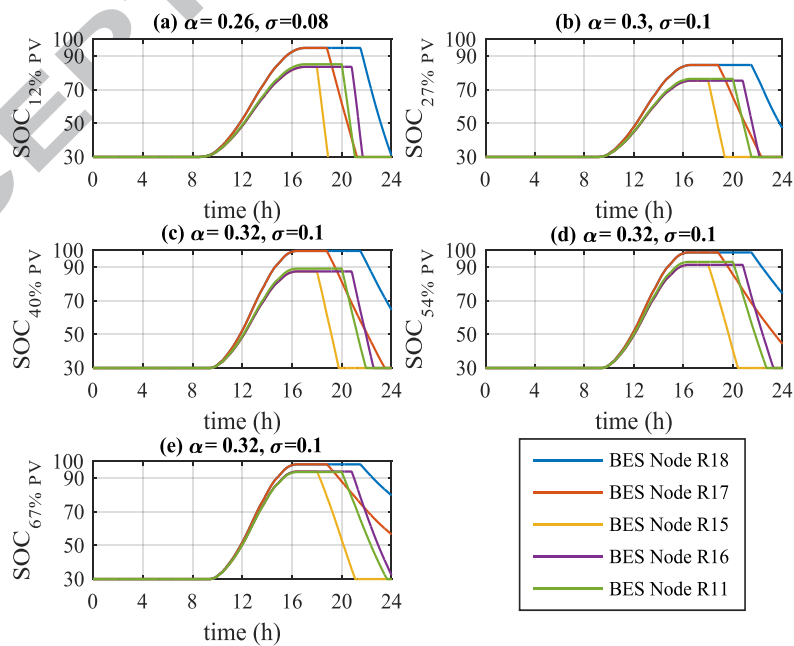 (a) α= 0.26, σ=0.08
SOC12% PV
100
90
70
50
30
0 4 8 12 16 20 24
time (h)
(b) α= 0.3, σ=0.1
SOC27% PV
100
90
70
50
30
0 4 8 12 16 20 24
time (h)
(c) α= 0.32, σ=0.1
SOC40% PV
100
90
70
50
30
0 4 8 12 16 20 24
time (h)
(d) α= 0.32, σ=0.1
SOC54% PV
100
90
70
50
30
0 4 8 12 16 20 24
time (h)
(e) α= 0.32, σ=0.1
SOC67% PV
100
90
70
50
30
0 4 8 12 16 20 24
time (h)
BES Node R18
BES Node R17
BES Node R15
BES Node R16
BES Node R11